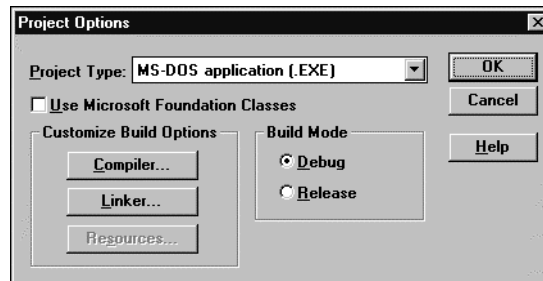 Project Options
Project Type: MS-DOS application (.EXE)
OK
Use Microsoft Foundation Classes
Cancel
Customize Build Options
Build Mode
Compiler...
Debug
Help
Linker...
Release
Resources...